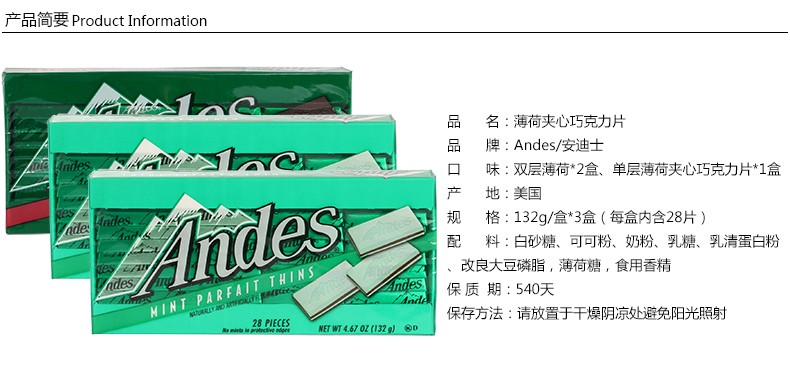 产品简要 Product Information
Andes
Andes
Andes
MINT PARFAIT THINS
NATURALLY AND ARTIFICIALLY
28 PIECES
No mints in protective edges
NET WT 4.67 OZ (132 g)
品 名：薄荷夹心巧克力片
品 牌：Andes/安迪士
口 味：双层薄荷*2盒、单层薄荷夹心巧克力片*1盒
产 地：美国
规 格：132g/盒*3盒（每盒内含28片）
配 料：白砂糖、可可粉、奶粉、乳糖、乳清蛋白粉
、改良大豆磷脂，薄荷糖，食用香精
保 质 期：540天
保存方法：请放置于干燥阴凉处避免阳光照射